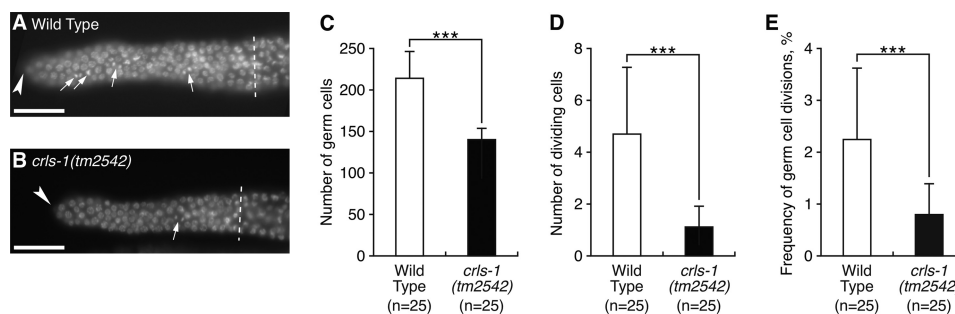 A Wild Type
B crls-1(tm2542)
C
Number of germ cells
250
200
150
100
50
0
***
Wild
Type
(n=25)
crls-1
(tm2542)
(n=25)
D
Number of dividing cells
8
6
4
2
0
***
Wild
Type
(n=25)
crls-1
(tm2542)
(n=25)
E
Frequency of germ cell divisions, %
4
3
2
1
0
***
Wild
Type
(n=25)
crls-1
(tm2542)
(n=25)